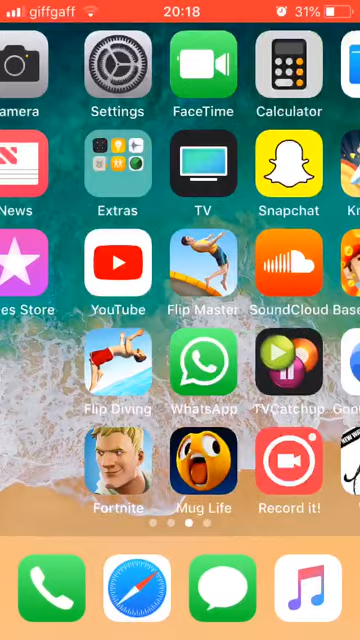 giffgaff 20:18 31%
amera Settings FaceTime Calculator
News Extras TV Snapchat Kn
es Store YouTube Flip Master SoundCloud Base
Flip Diving WhatsApp TVCatchup Goo
Fortnite Mug Life Record it!